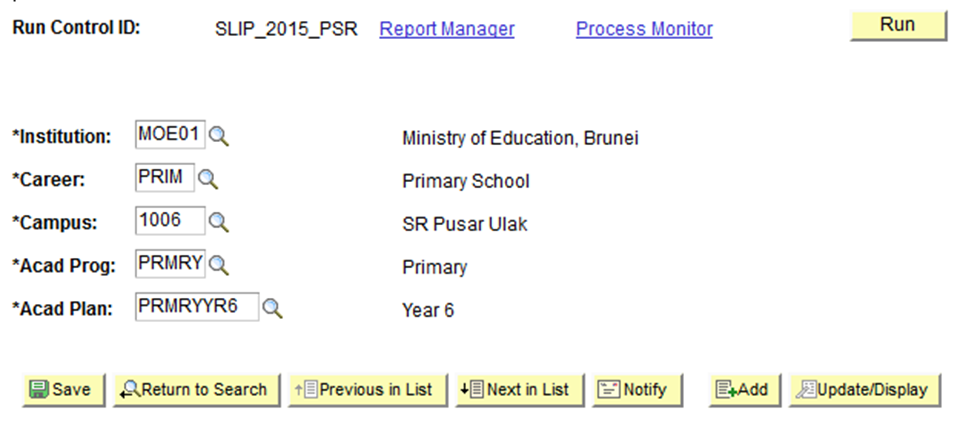 Run Control ID: SLIP_2015_PSR Report Manager Process Monitor Run
*Institution: MOE01 Ministry of Education, Brunei
*Career: PRIM Primary School
*Campus: 1006 SR Pusar Ulak
*Acad Prog: PRMRY Primary
*Acad Plan: PRMRYYR6 Year 6
Save Return to Search Previous in List Next in List Notify Add Update/Display